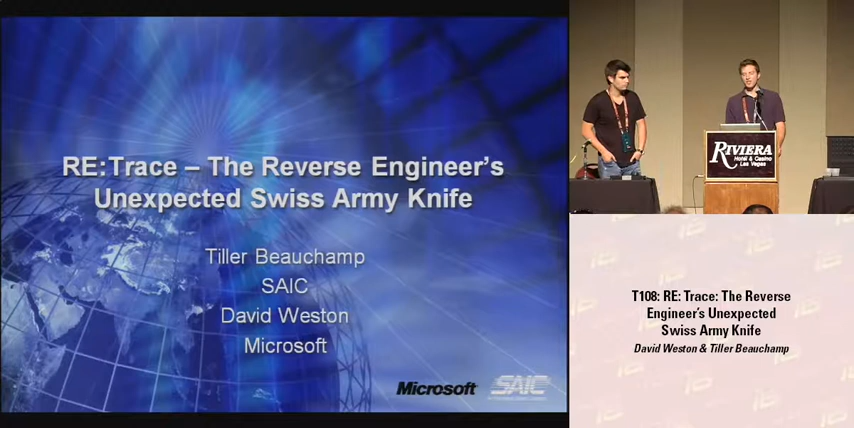 RE:Trace – The Reverse Engineer's
Unexpected Swiss Army Knife
Tiller Beauchamp
SAIC
David Weston
Microsoft
Microsoft
SAIC
RIVIERA
Hotel & Casino
Las Vegas
T108: RE: Trace: The Reverse
Engineer's Unexpected
Swiss Army Knife
David Weston & Tiller Beauchamp